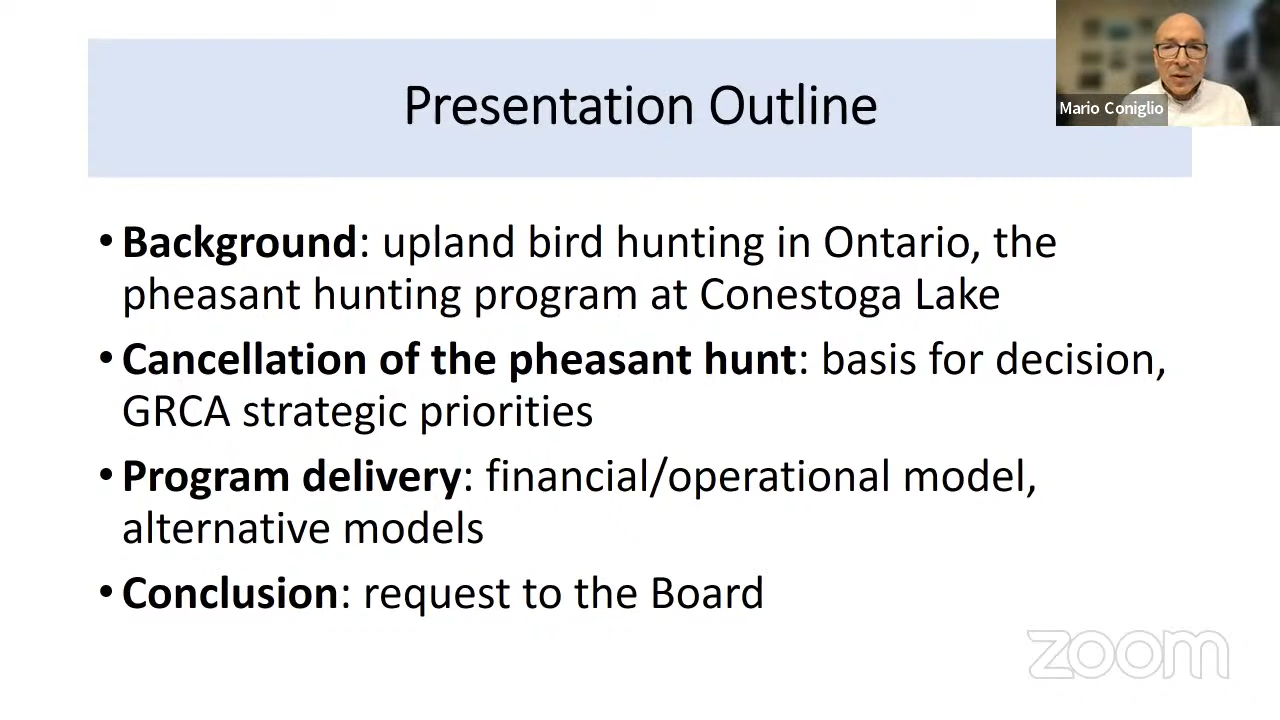 Presentation Outline
Mario Coniglio
• Background: upland bird hunting in Ontario, the
pheasant hunting program at Conestoga Lake
• Cancellation of the pheasant hunt: basis for decision,
GRCA strategic priorities
• Program delivery: financial/operational model,
alternative models
• Conclusion: request to the Board
zoom